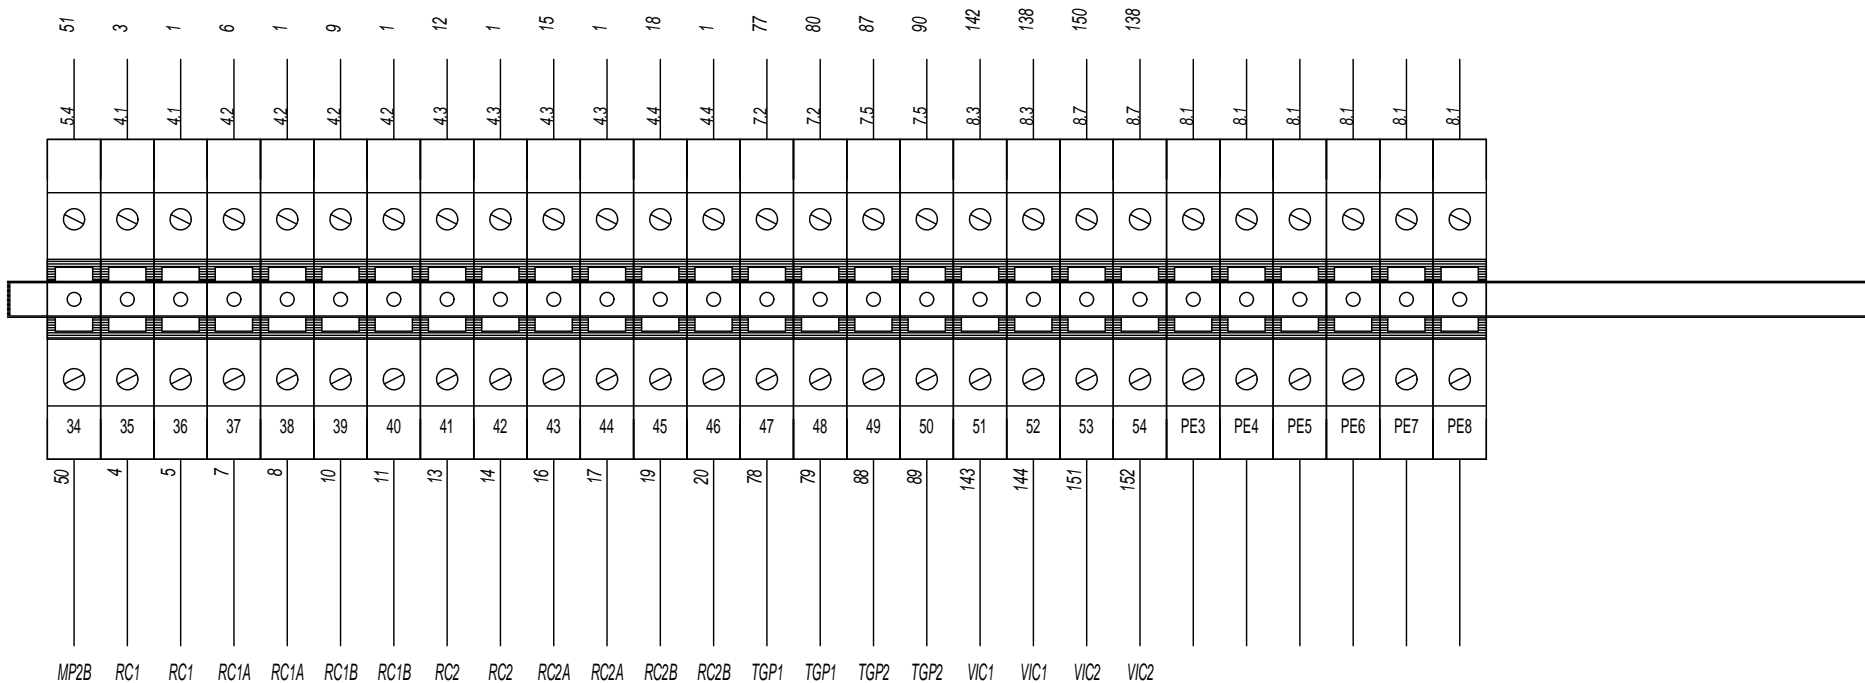 51 3 1 6 1 9 1 12 1 15 1 18 1 77 80 87 90 142 138 150 138
5.4 4.1 4.1 4.2 4.2 4.2 4.2 4.3 4.3 4.3 4.3 4.4 4.4 7.2 7.2 7.5 7.5 8.3 8.3 8.7 8.7 8.1 8.1 8.1 8.1 8.1 8.1
34 35 36 37 38 39 40 41 42 43 44 45 46 47 48 49 50 51 52 53 54 PE3 PE4 PE5 PE6 PE7 PE8
50 4 5 7 8 10 11 13 14 16 17 19 20 78 79 88 89 143 144 151 152
MP2B RC1 RC1 RC1A RC1A RC1B RC1B RC2 RC2 RC2A RC2A RC2B RC2B TGP1 TGP1 TGP2 TGP2 VIC1 VIC1 VIC2 VIC2